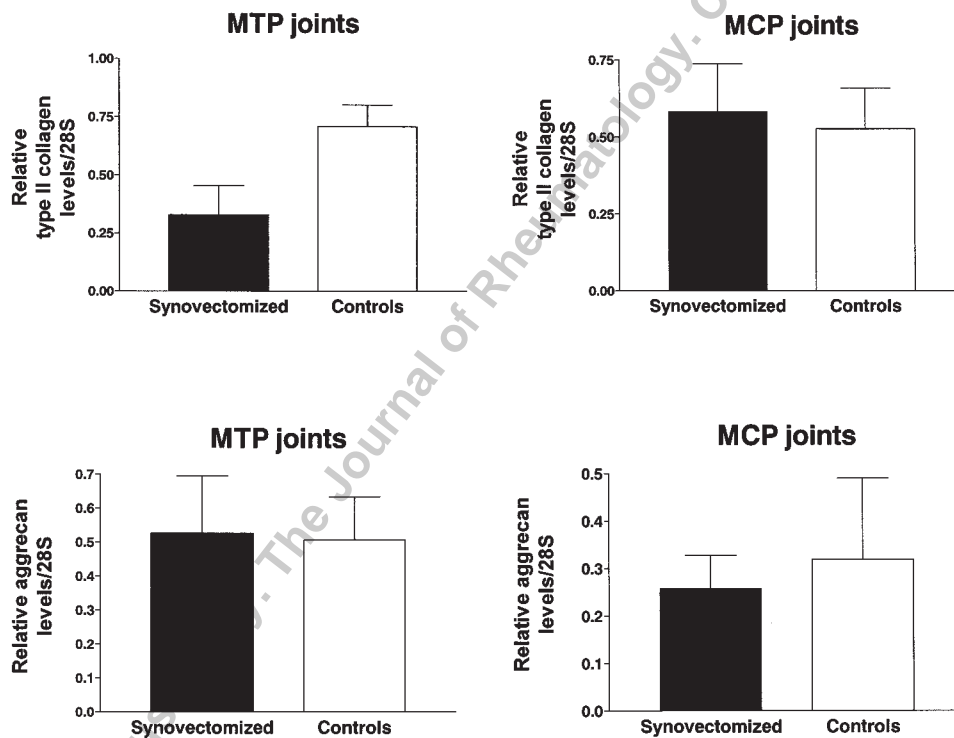 MTP joints
Relative
type II collagen
levels/28S
1.00
0.75
0.50
0.25
0.00
Synovectomized Controls
MCP joints
Relative
type II collagen
levels/28S
0.75
0.50
0.25
0.00
Synovectomized Controls
MTP joints
Relative aggrecan
levels/28S
0.7
0.6
0.5
0.4
0.3
0.2
0.1
0.0
Synovectomized Controls
MCP joints
Relative aggrecan
levels/28S
0.5
0.4
0.3
0.2
0.1
0.0
Synovectomized Controls
The Journal of Rheumatology.